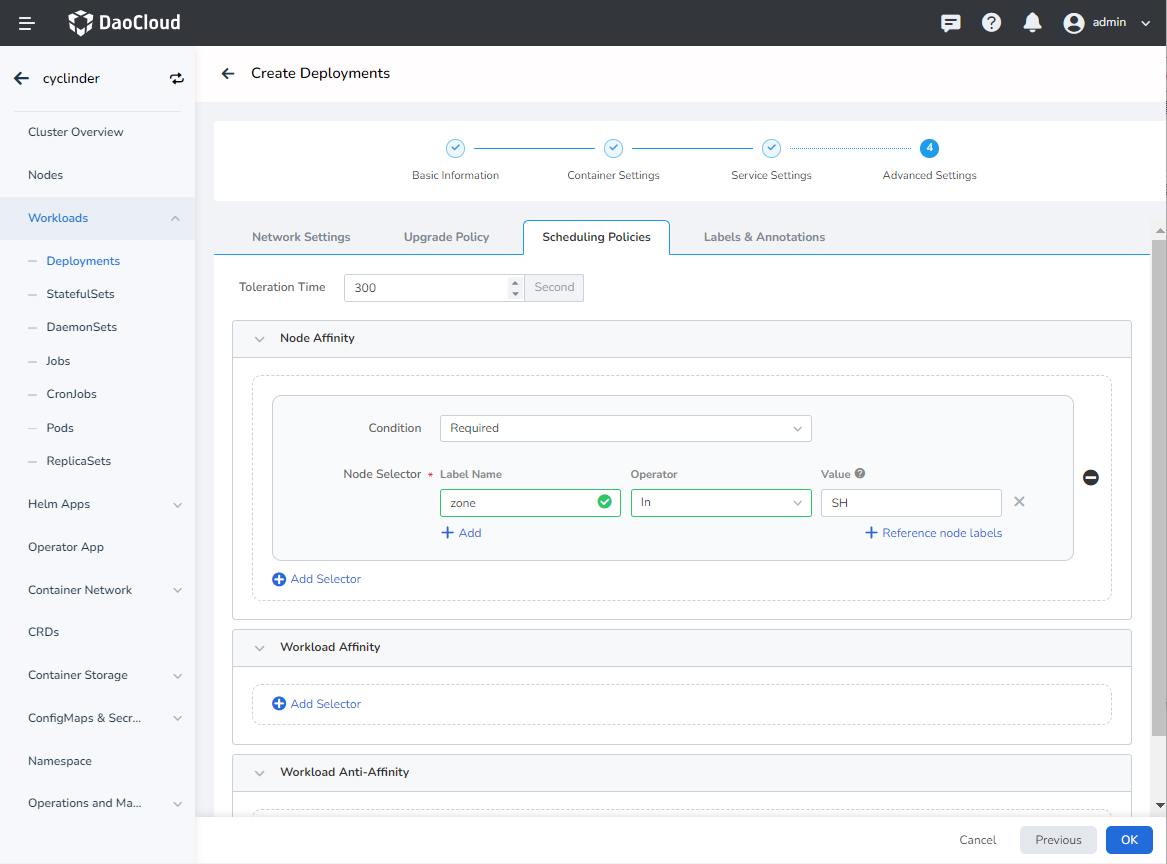 DaoCloud
admin
cyclinder
Create Deployments
Cluster Overview
Nodes
Workloads
Deployments
StatefulSets
DaemonSets
Jobs
CronJobs
Pods
ReplicaSets
Helm Apps
Operator App
Container Network
CRDs
Container Storage
ConfigMaps & Secr...
Namespace
Operations and Ma...
4
Basic Information
Container Settings
Service Settings
Advanced Settings
Network Settings
Upgrade Policy
Scheduling Policies
Labels & Annotations
Toleration Time
300
Second
Node Affinity
Condition
Required
Node Selector *
Label Name
Operator
Value ?
zone
In
SH
+ Add
+ Reference node labels
Add Selector
Workload Affinity
Add Selector
Workload Anti-Affinity
Cancel
Previous
OK